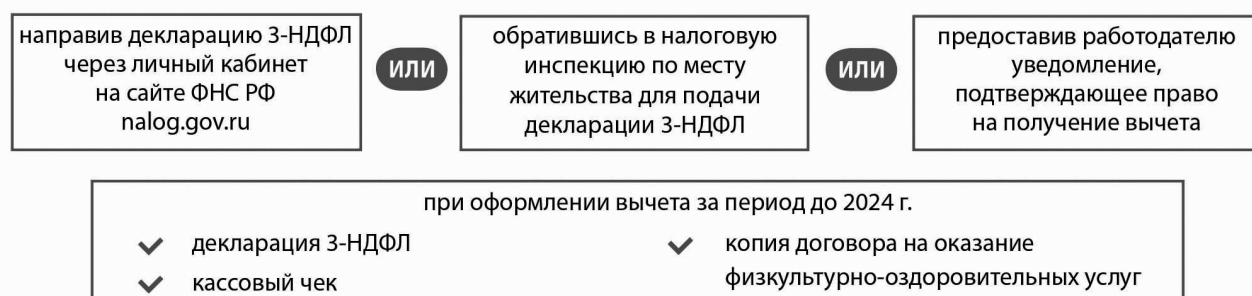 направив декларацию 3-НДФЛ
через личный кабинет
на сайте ФНС РФ
nalog.gov.ru
ИЛИ
обратившись в налоговую
инспекцию по месту
жительства для подачи
декларации 3-НДФЛ
ИЛИ
предоставив работодателю
уведомление,
подтверждающее право
на получение вычета
при оформлении вычета за период до 2024 г.
декларация 3-НДФЛ
кассовый чек
копия договора на оказание
физкультурно-оздоровительных услуг